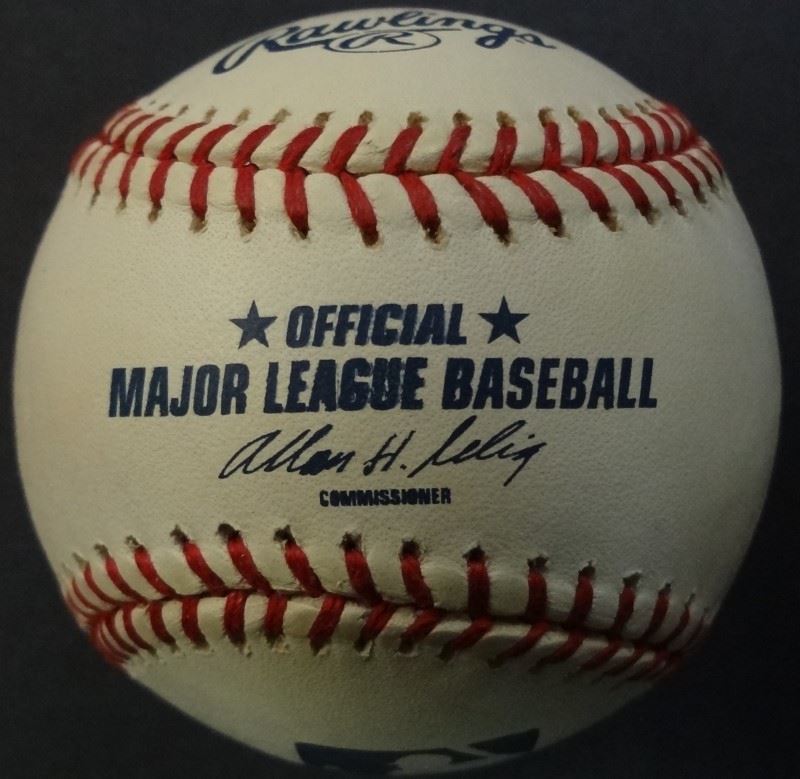 Rawlings
R
★ OFFICIAL ★
MAJOR LEAGUE BASEBALL
Allan H. Selig
COMMISSIONER